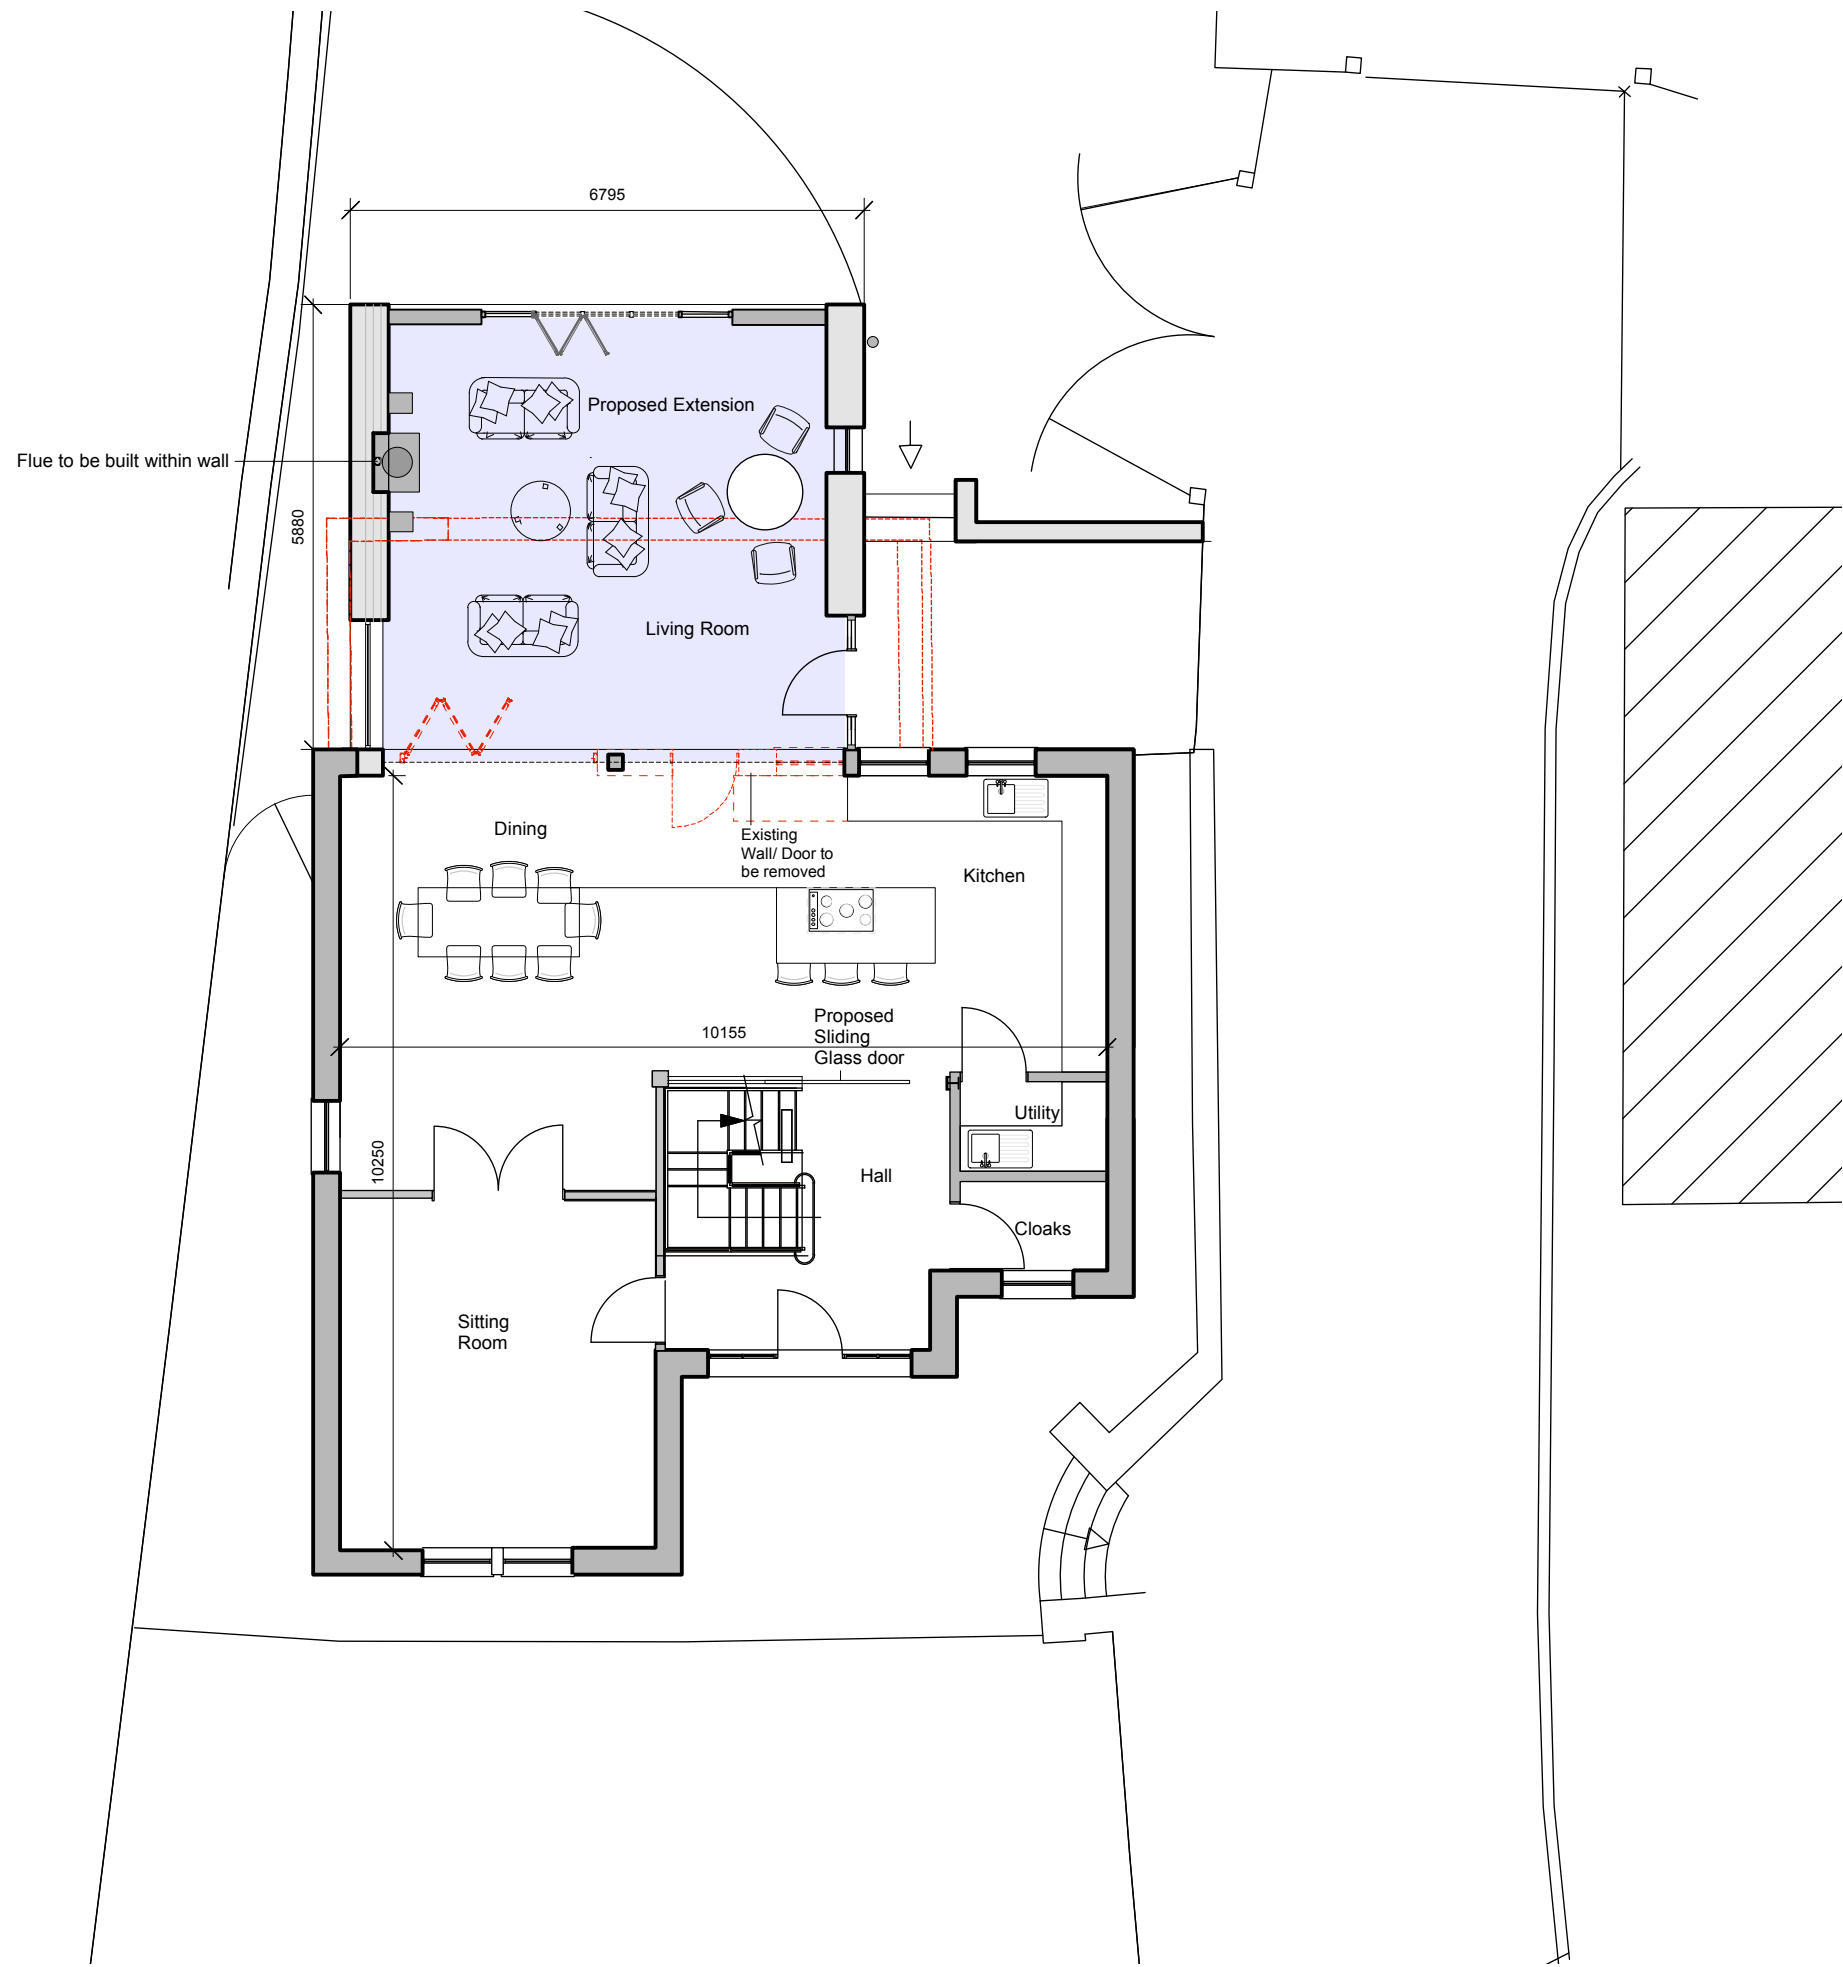 6795
Proposed Extension
Flue to be built within wall
5880
Living Room
Dining
Existing
Wall/ Door to
be removed
Kitchen
Proposed
Sliding
Glass door
10155
Utility
10250
Hall
Cloaks
Sitting
Room